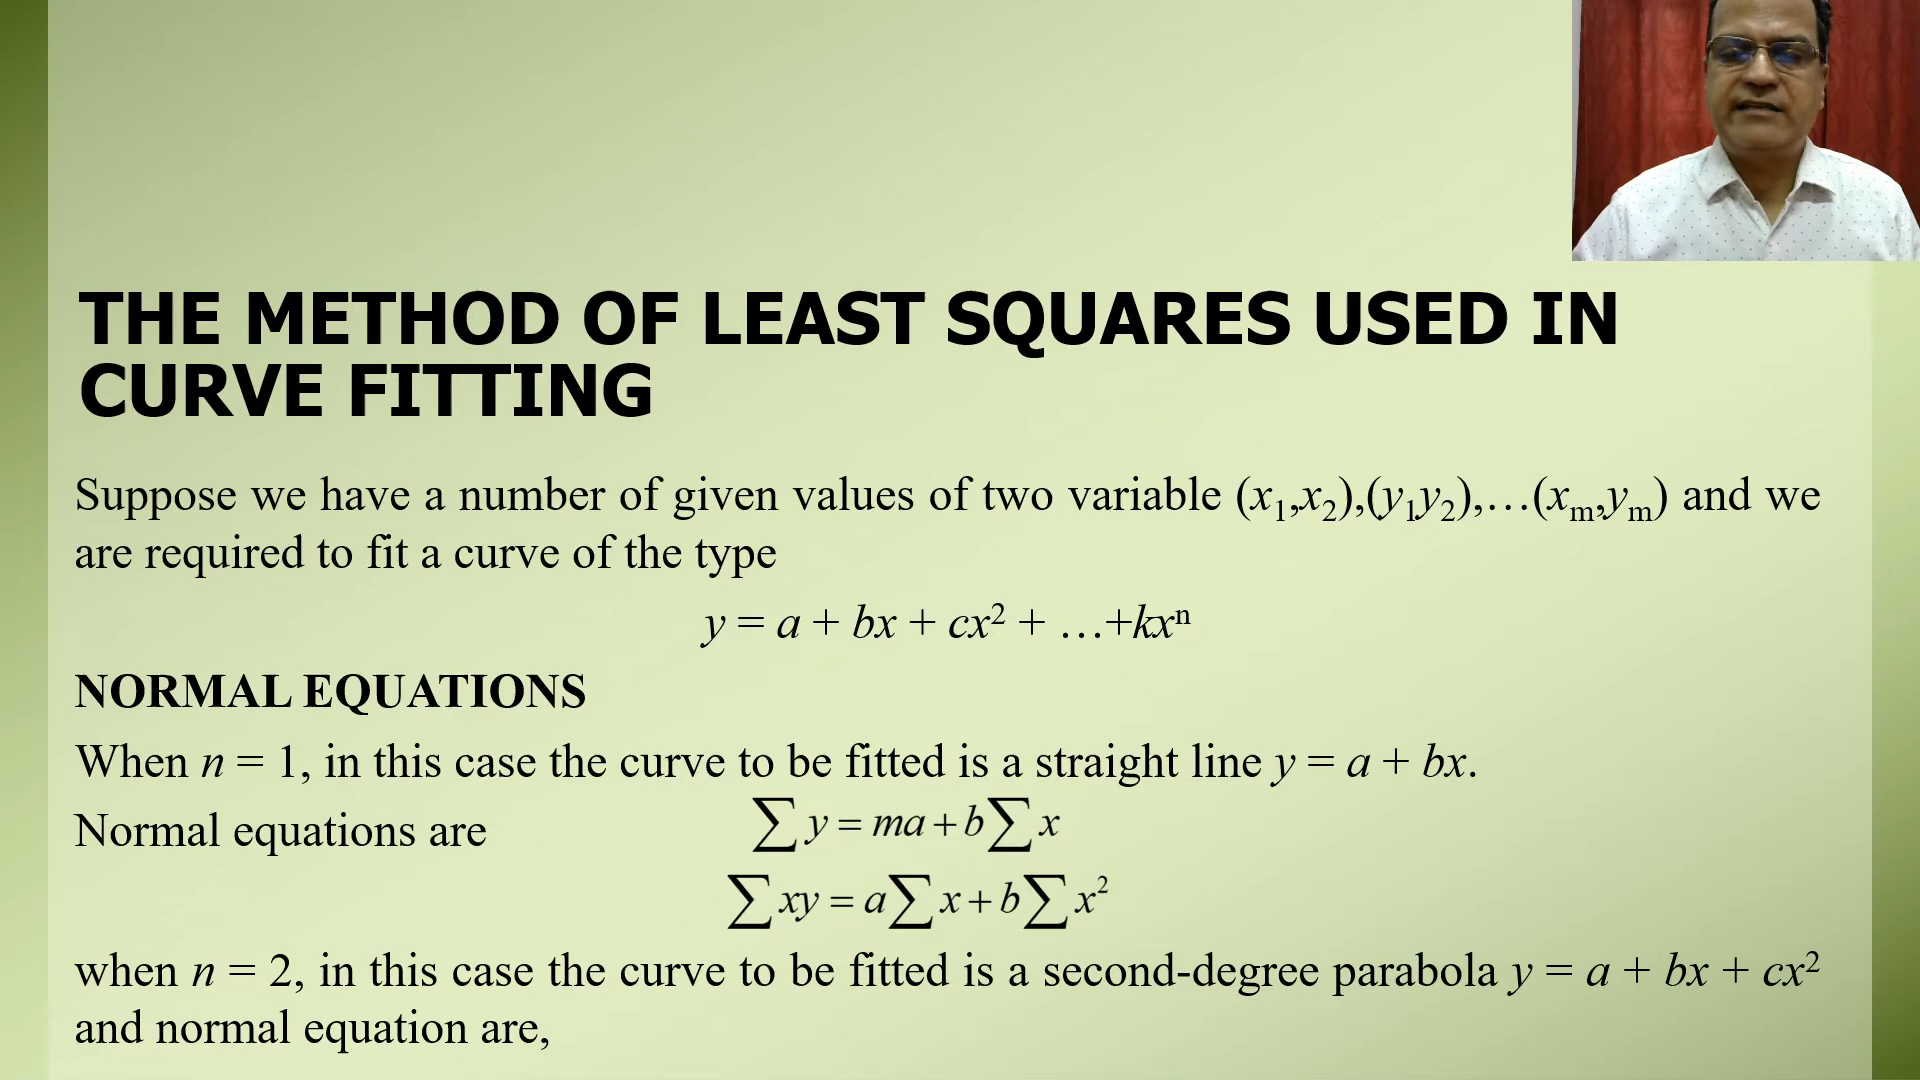 THE METHOD OF LEAST SQUARES USED IN
CURVE FITTING
Suppose we have a number of given values of two variable (x₁,x₂),(y₁y₂),…(xₘ,yₘ) and we
are required to fit a curve of the type
y = a + bx + cx² + …+kxⁿ
NORMAL EQUATIONS
When n = 1, in this case the curve to be fitted is a straight line y = a + bx.
Normal equations are ∑y = ma + b∑x
∑xy = a∑x + b∑x²
when n = 2, in this case the curve to be fitted is a second-degree parabola y = a + bx + cx²
and normal equation are,